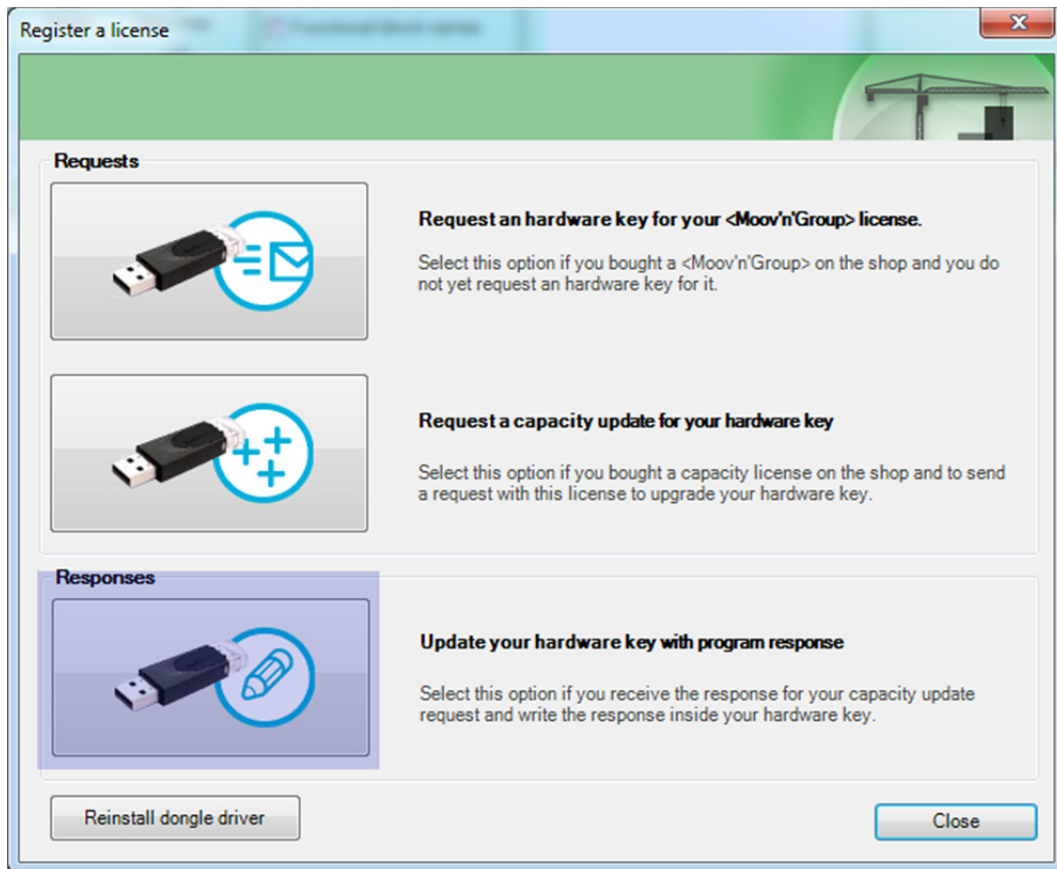 Register a license
Functional block names
Requests
Request an hardware key for your <Moov'n'Group> license.
Select this option if you bought a <Moov'n'Group> on the shop and you do
not yet request an hardware key for it.
Request a capacity update for your hardware key
Select this option if you bought a capacity license on the shop and to send
a request with this license to upgrade your hardware key.
Responses
Update your hardware key with program response
Select this option if you receive the response for your capacity update
request and write the response inside your hardware key.
Reinstall dongle driver
Close